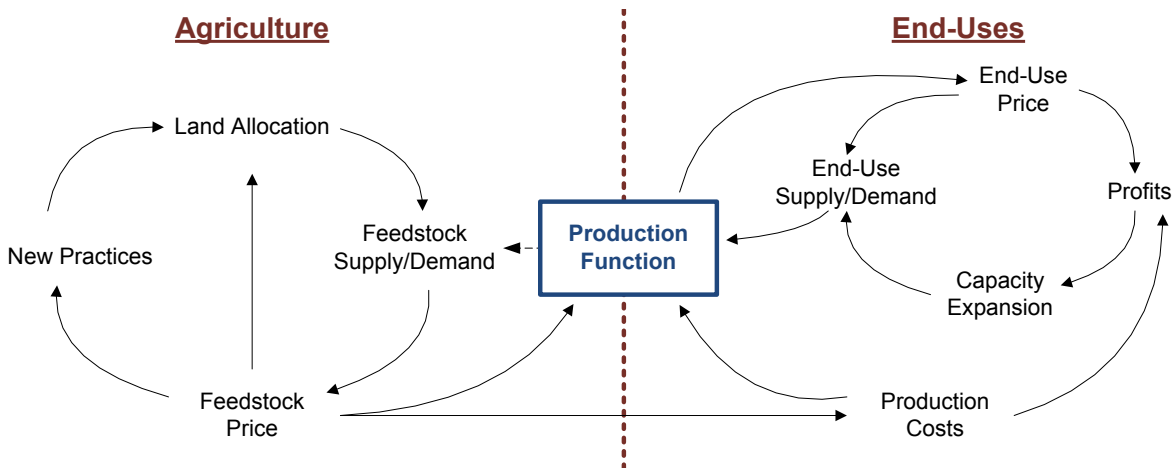 Agriculture
End-Uses
End-Use
Price
Land Allocation
End-Use
Supply/Demand
Profits
New Practices
Feedstock
Supply/Demand
Production
Function
Capacity
Expansion
Feedstock
Price
Production
Costs